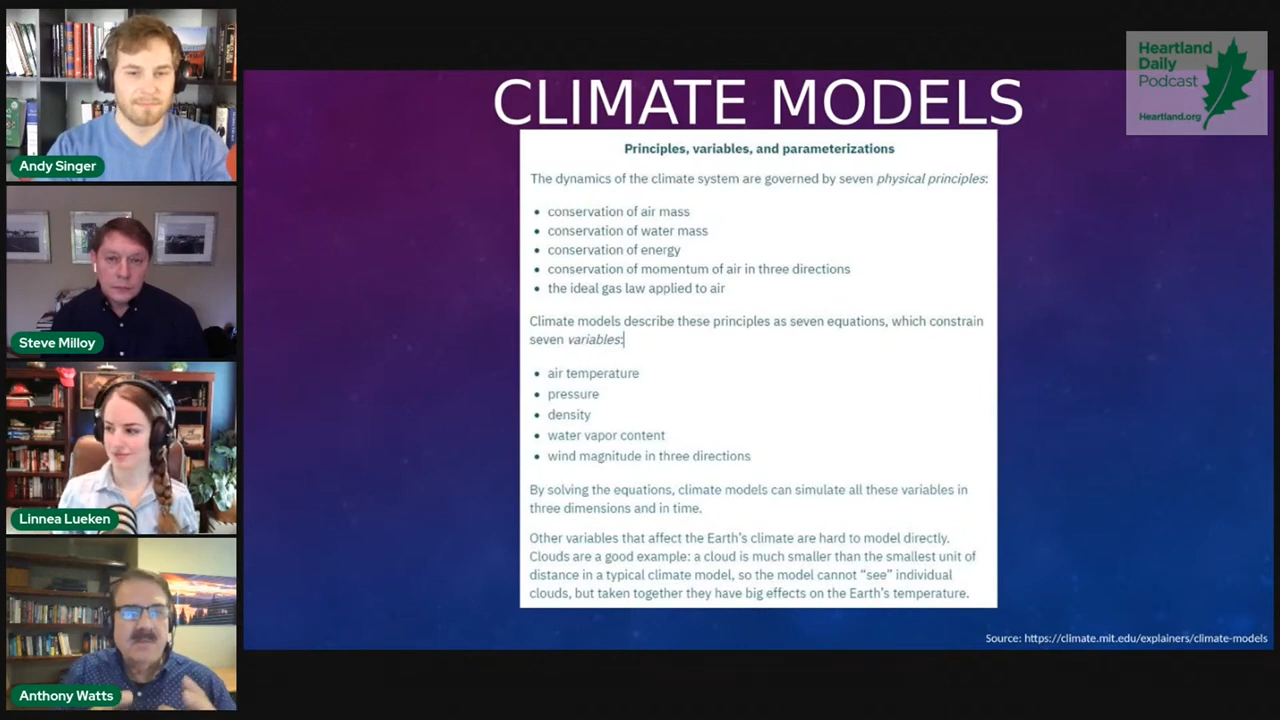 Andy Singer
Steve Milloy
Linnea Lueken
Anthony Watts
Heartland
Daily
Podcast
Heartland.org
CLIMATE MODELS
Principles, variables, and parameterizations
The dynamics of the climate system are governed by seven physical principles:
• conservation of air mass
• conservation of water mass
• conservation of energy
• conservation of momentum of air in three directions
• the ideal gas law applied to air
Climate models describe these principles as seven equations, which constrain
seven variables:
• air temperature
• pressure
• density
• water vapor content
• wind magnitude in three directions
By solving the equations, climate models can simulate all these variables in
three dimensions and in time.
Other variables that affect the Earth's climate are hard to model directly.
Clouds are a good example: a cloud is much smaller than the smallest unit of
distance in a typical climate model, so the model cannot “see” individual
clouds, but taken together they have big effects on the Earth's temperature.
Source: https://climate.mit.edu/explainers/climate-models